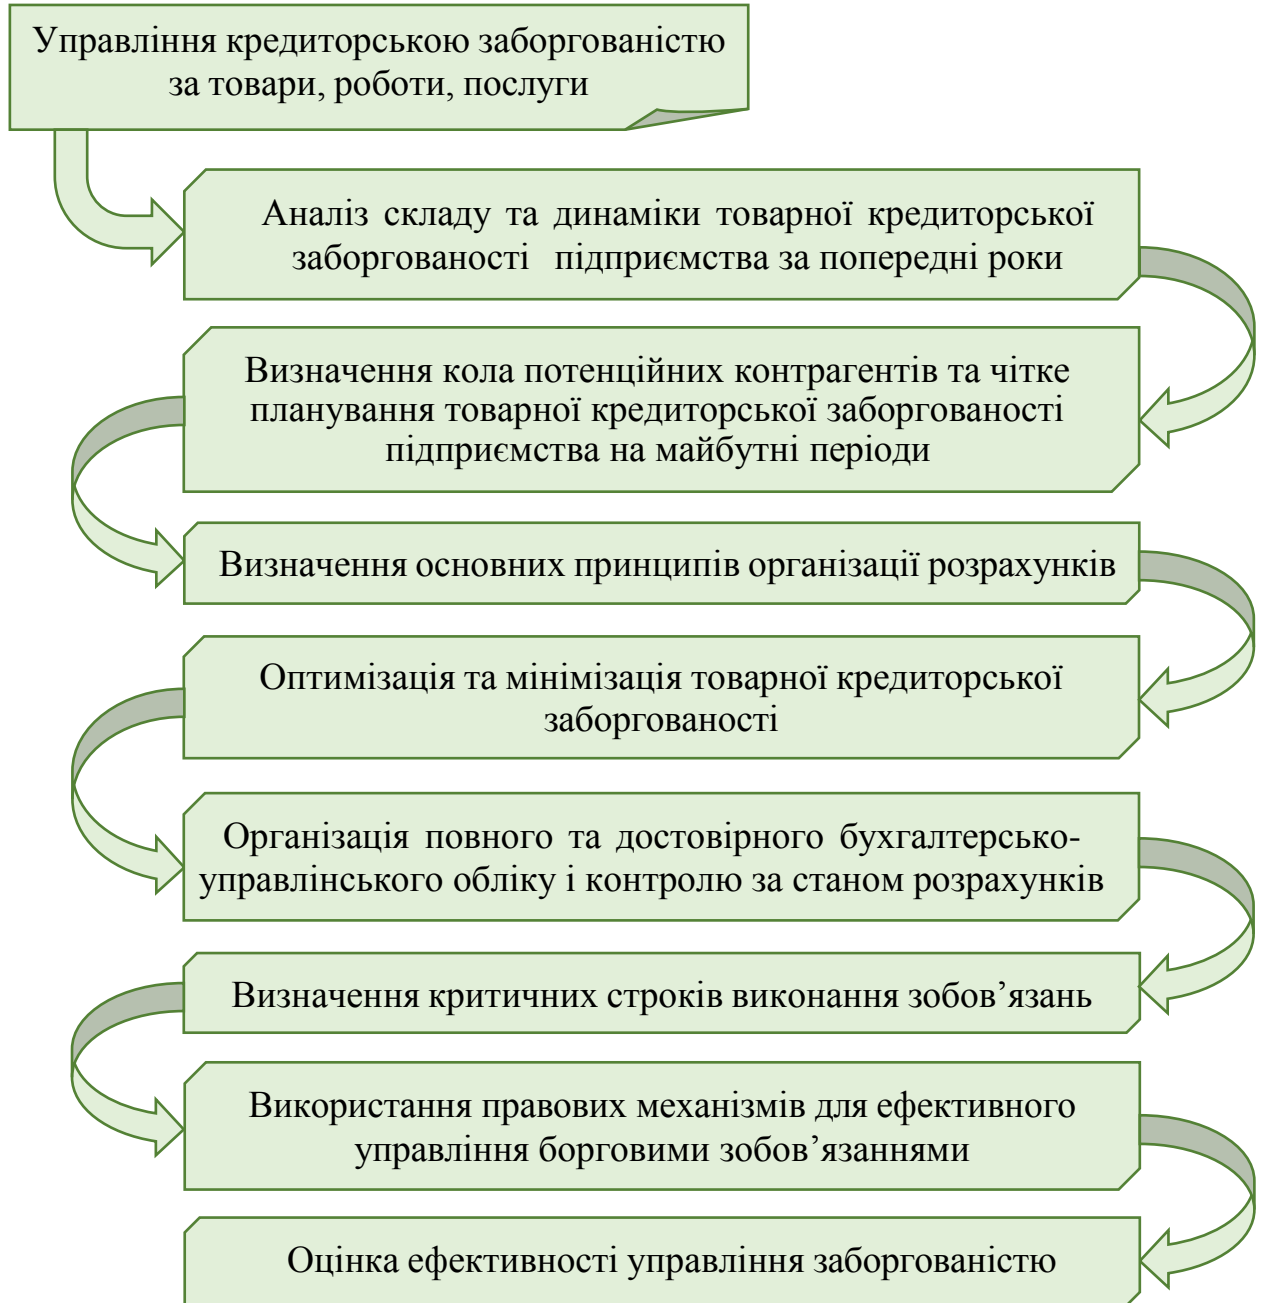 Управління кредиторською заборгованістю
за товари, роботи, послуги
Аналіз складу та динаміки товарної кредиторської
заборгованості підприємства за попередні роки
Визначення кола потенційних контрагентів та чітке
планування товарної кредиторської заборгованості
підприємства на майбутні періоди
Визначення основних принципів організації розрахунків
Оптимізація та мінімізація товарної кредиторської
заборгованості
Організація повного та достовірного бухгалтерсько-
управлінського обліку і контролю за станом розрахунків
Визначення критичних строків виконання зобов’язань
Використання правових механізмів для ефективного
управління борговими зобов’язаннями
Оцінка ефективності управління заборгованістю